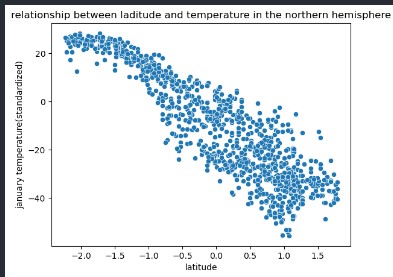 relationship between laditude and temperature in the northern hemisphere
january temperature(standardized)
20
0
−20
−40
−2.0 −1.5 −1.0 −0.5 0.0 0.5 1.0 1.5
latitude